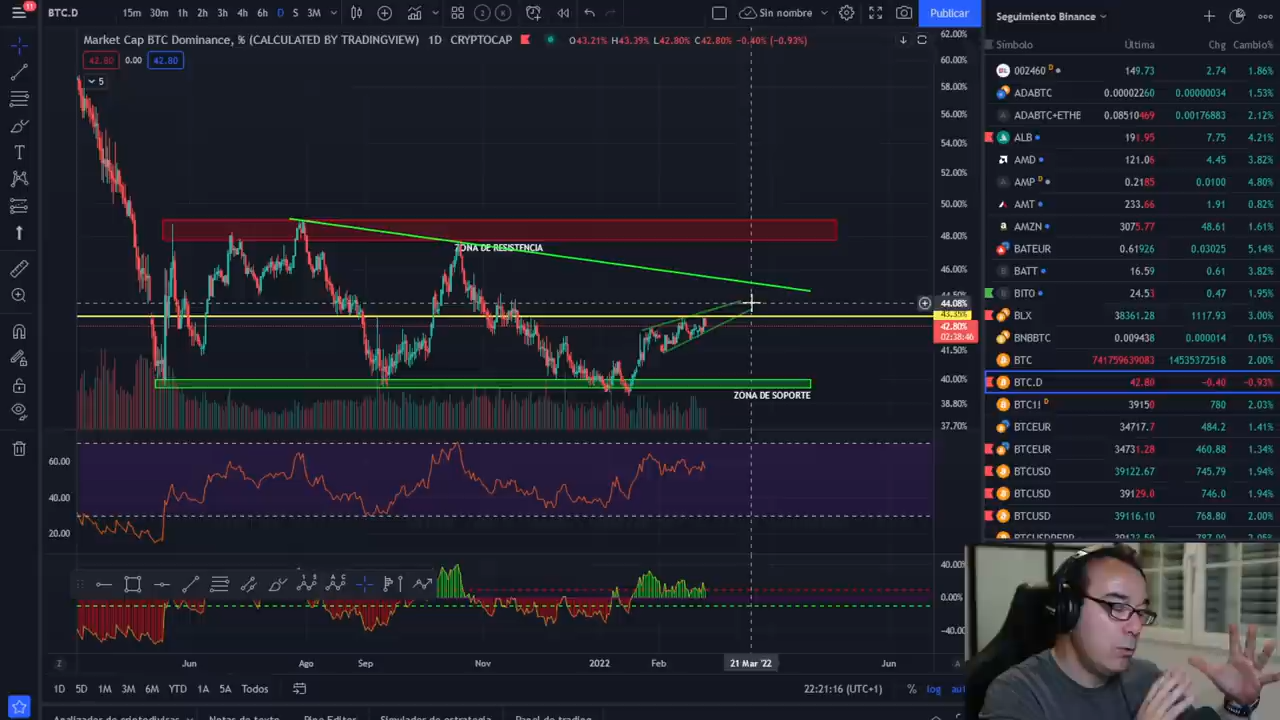 11
BTC.D
15m 30m 1h 2h 3h 4h 6h D S 3M
2
K
Sin nombre
Publicar
Market Cap BTC Dominance, % (CALCULATED BY TRADINGVIEW) 1D CRYPTOCAP
O43.21% H43.39% L42.80% C42.80% -0.40% (-0.93%)
42.80 0.00 42.80
5
62.00%
60.00%
58.00%
56.00%
54.00%
52.00%
50.00%
48.00%
46.00%
44.08%
42.80%
02:38:46
41.50%
40.00%
38.80%
37.70%
ZONA DE RESISTENCIA
ZONA DE SOPORTE
60.00
40.00
20.00
40.00%
0.00%
Jun Ago Sep Nov 2022 Feb 21 Mar '22 Jun
Z
A
1D 5D 1M 3M 6M YTD 1A 5A Todos
22:21:16 (UTC+1) % log
Seguimiento Binance
Símbolo Última Chg Cambio%
002460 D 149.73 2.74 1.86%
ADABTC 0.00002260 0.00000034 1.53%
ADABTC+ETHE 0.08510469 0.00176883 2.12%
ALB 191.95 7.75 4.21%
AMD 121.06 4.45 3.82%
AMP D 0.2185 0.0100 4.80%
AMT 233.66 1.91 0.82%
AMZN 3075.77 48.61 1.61%
BATEUR 0.61926 0.03025 5.14%
BATT 16.59 0.61 3.82%
BITO 24.53 0.47 1.95%
BLX 38361.28 1117.93 3.00%
BNBBTC 0.009433 0.000014 0.15%
BTC 741759639083 14535372518 2.00%
BTC.D 42.80 -0.40 -0.93%
BTC1! D 39150 780 2.03%
BTCEUR 34717.7 484.2 1.41%
BTCEUR 34731.28 460.88 1.34%
BTCUSD 39122.67 745.79 1.94%
BTCUSD 39129.0 746.0 1.94%
BTCUSD 39116.10 768.80 2.00%